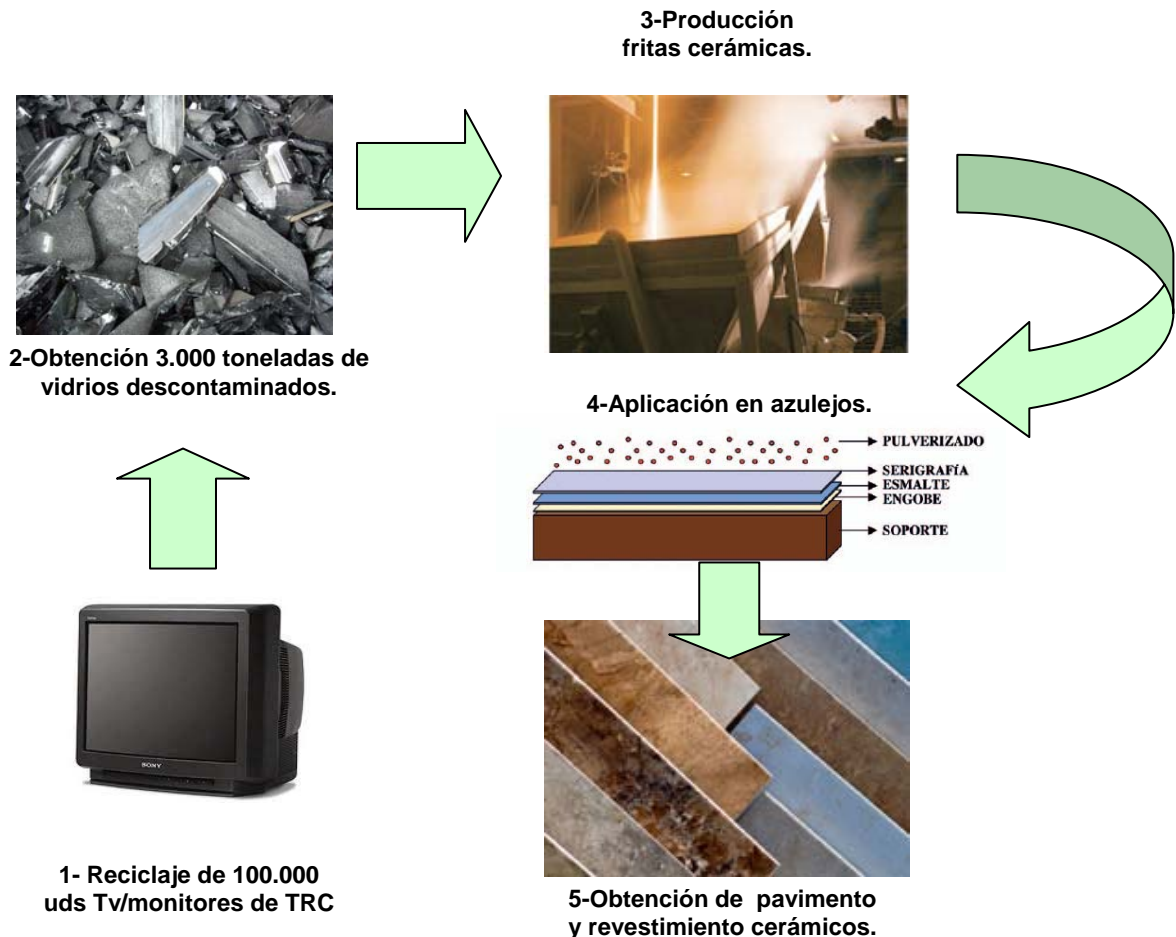 3-Producción
fritas cerámicas.
2-Obtención 3.000 toneladas de
vidrios descontaminados.
4-Aplicación en azulejos.
PULVERIZADO
SERIGRAFÍA
ESMALTE
ENGOBE
SOPORTE
SONY
1- Reciclaje de 100.000
uds Tv/monitores de TRC
5-Obtención de pavimento
y revestimiento cerámicos.